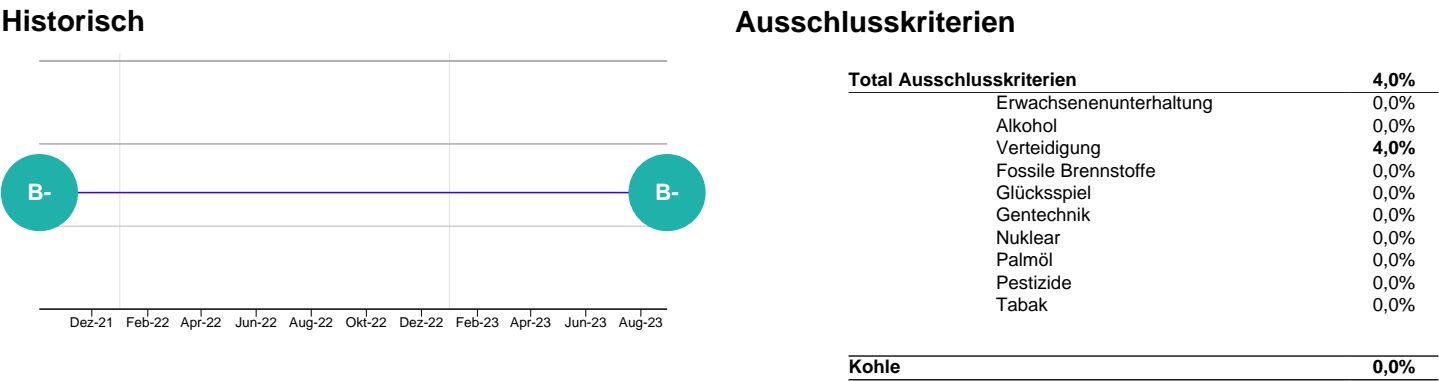 Historisch
B-
B-
Dez-21 Feb-22 Apr-22 Jun-22 Aug-22 Okt-22 Dez-22 Feb-23 Apr-23 Jun-23 Aug-23
Ausschlusskriterien
Total Ausschlusskriterien 4,0%
Erwachsenenunterhaltung 0,0%
Alkohol 0,0%
Verteidigung 4,0%
Fossile Brennstoffe 0,0%
Glücksspiel 0,0%
Gentechnik 0,0%
Nuklear 0,0%
Palmöl 0,0%
Pestizide 0,0%
Tabak 0,0%
Kohle 0,0%